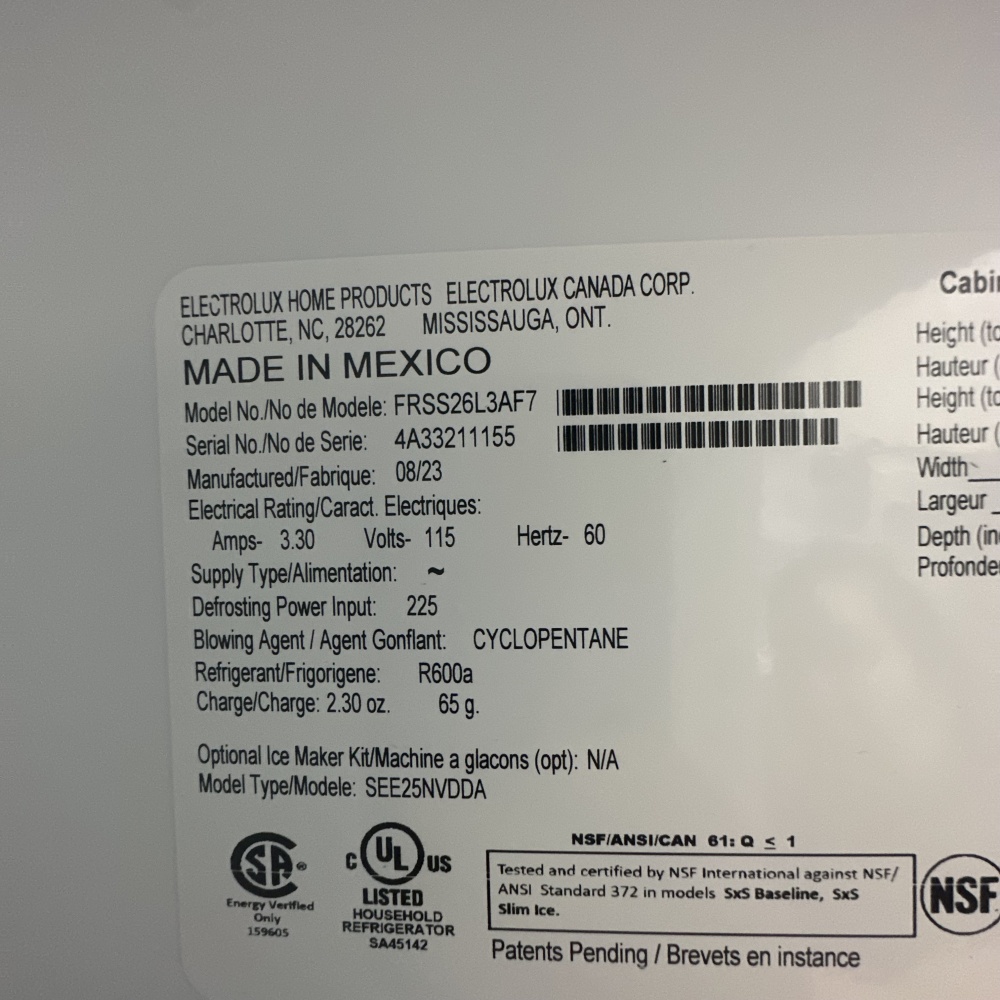 ELECTROLUX HOME PRODUCTS ELECTROLUX CANADA CORP.
CHARLOTTE, NC, 28262 MISSISSAUGA, ONT.
MADE IN MEXICO
Model No./No de Modele: FRSS26L3AF7
Serial No./No de Serie: 4A33211155
Manufactured/Fabrique: 08/23
Electrical Rating/Caract. Electriques:
Amps- 3.30 Volts- 115 Hertz- 60
Supply Type/Alimentation: ~
Defrosting Power Input: 225
Blowing Agent / Agent Gonflant: CYCLOPENTANE
Refrigerant/Frigorigene: R600a
Charge/Charge: 2.30 oz. 65 g.
Optional Ice Maker Kit/Machine a glacons (opt): N/A
Model Type/Modele: SEE25NVDDA
SA
Energy Verified
Only
159605
C UL US
LISTED
HOUSEHOLD
REFRIGERATOR
SA45142
NSF/ANSI/CAN 61: Q ≤ 1
Tested and certified by NSF International against NSF/
ANSI Standard 372 in models SxS Baseline, SxS
Slim Ice.
NSF
Patents Pending / Brevets en instance
Height
Hauteur (
Height
Hauteur (
Width
Largeur
Depth